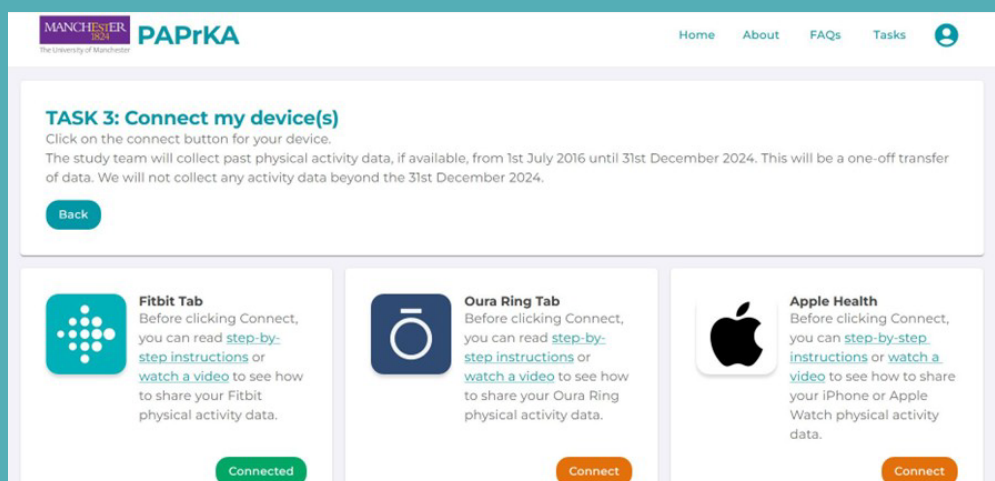 MANCHESTER
1824
The University of Manchester
PAPrKA
Home About FAQs Tasks
TASK 3: Connect my device(s)
Click on the connect button for your device.
The study team will collect past physical activity data, if available, from 1st July 2016 until 31st December 2024. This will be a one-off transfer
of data. We will not collect any activity data beyond the 31st December 2024.
Back
Fitbit Tab
Before clicking Connect,
you can read step-by-
step instructions or
watch a video to see how
to share your Fitbit
physical activity data.
Connected
Oura Ring Tab
Before clicking Connect,
you can read step-by-
step instructions or
watch a video to see how
to share your Oura Ring
physical activity data.
Connect
Apple Health
Before clicking Connect,
you can step-by-step
instructions or watch a
video to see how to share
your iPhone or Apple
Watch physical activity
data.
Connect